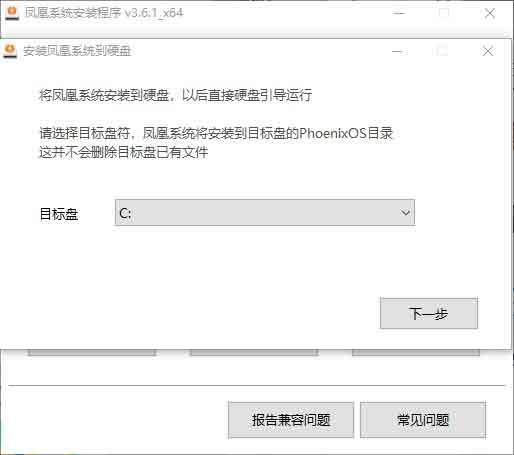 凤凰系统安装程序 v3.6.1_x64
安装凤凰系统到硬盘
将凤凰系统安装到硬盘，以后直接硬盘引导运行
请选择目标盘符，凤凰系统将安装到目标盘的PhoenixOS目录
这并不会删除目标盘已有文件
目标盘 C:
下一步
报告兼容问题 常见问题